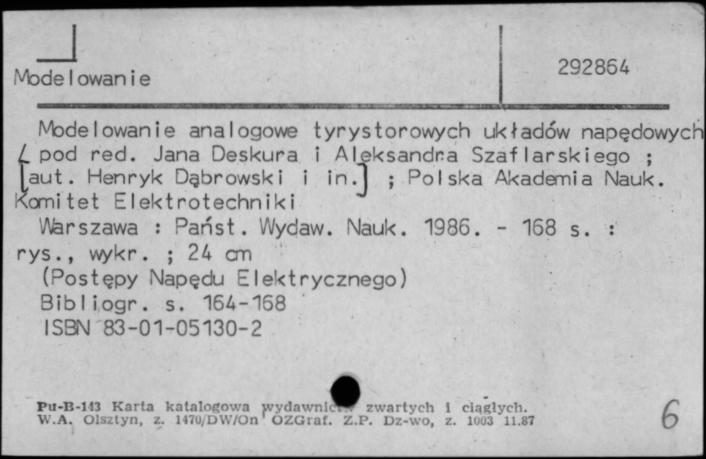 292864
Modelowanie
Modelowanie analogowe tyrystorowych układów napędowych
/ pod red. Jana Deskura i Aleksandra Szaflarskiego ;
[aut. Henryk Dąbrowski i in.] ; Polska Akademia Nauk.
Komitet Elektrotechniki
Warszawa : Państ. Wydaw. Nauk. 1986. - 168 s. :
rys., wykr. ; 24 cm
(Postępy Napędu Elektrycznego)
Bibliogr. s. 164-168
ISBN 83-01-05130-2
Pu-B-143 Karta katalogowa wydawnictw zwartych i ciągłych.
W.A. Olsztyn, z. 1470/DW/On OZGraf. Z.P. Dz-wo, z. 1003 11.87
6